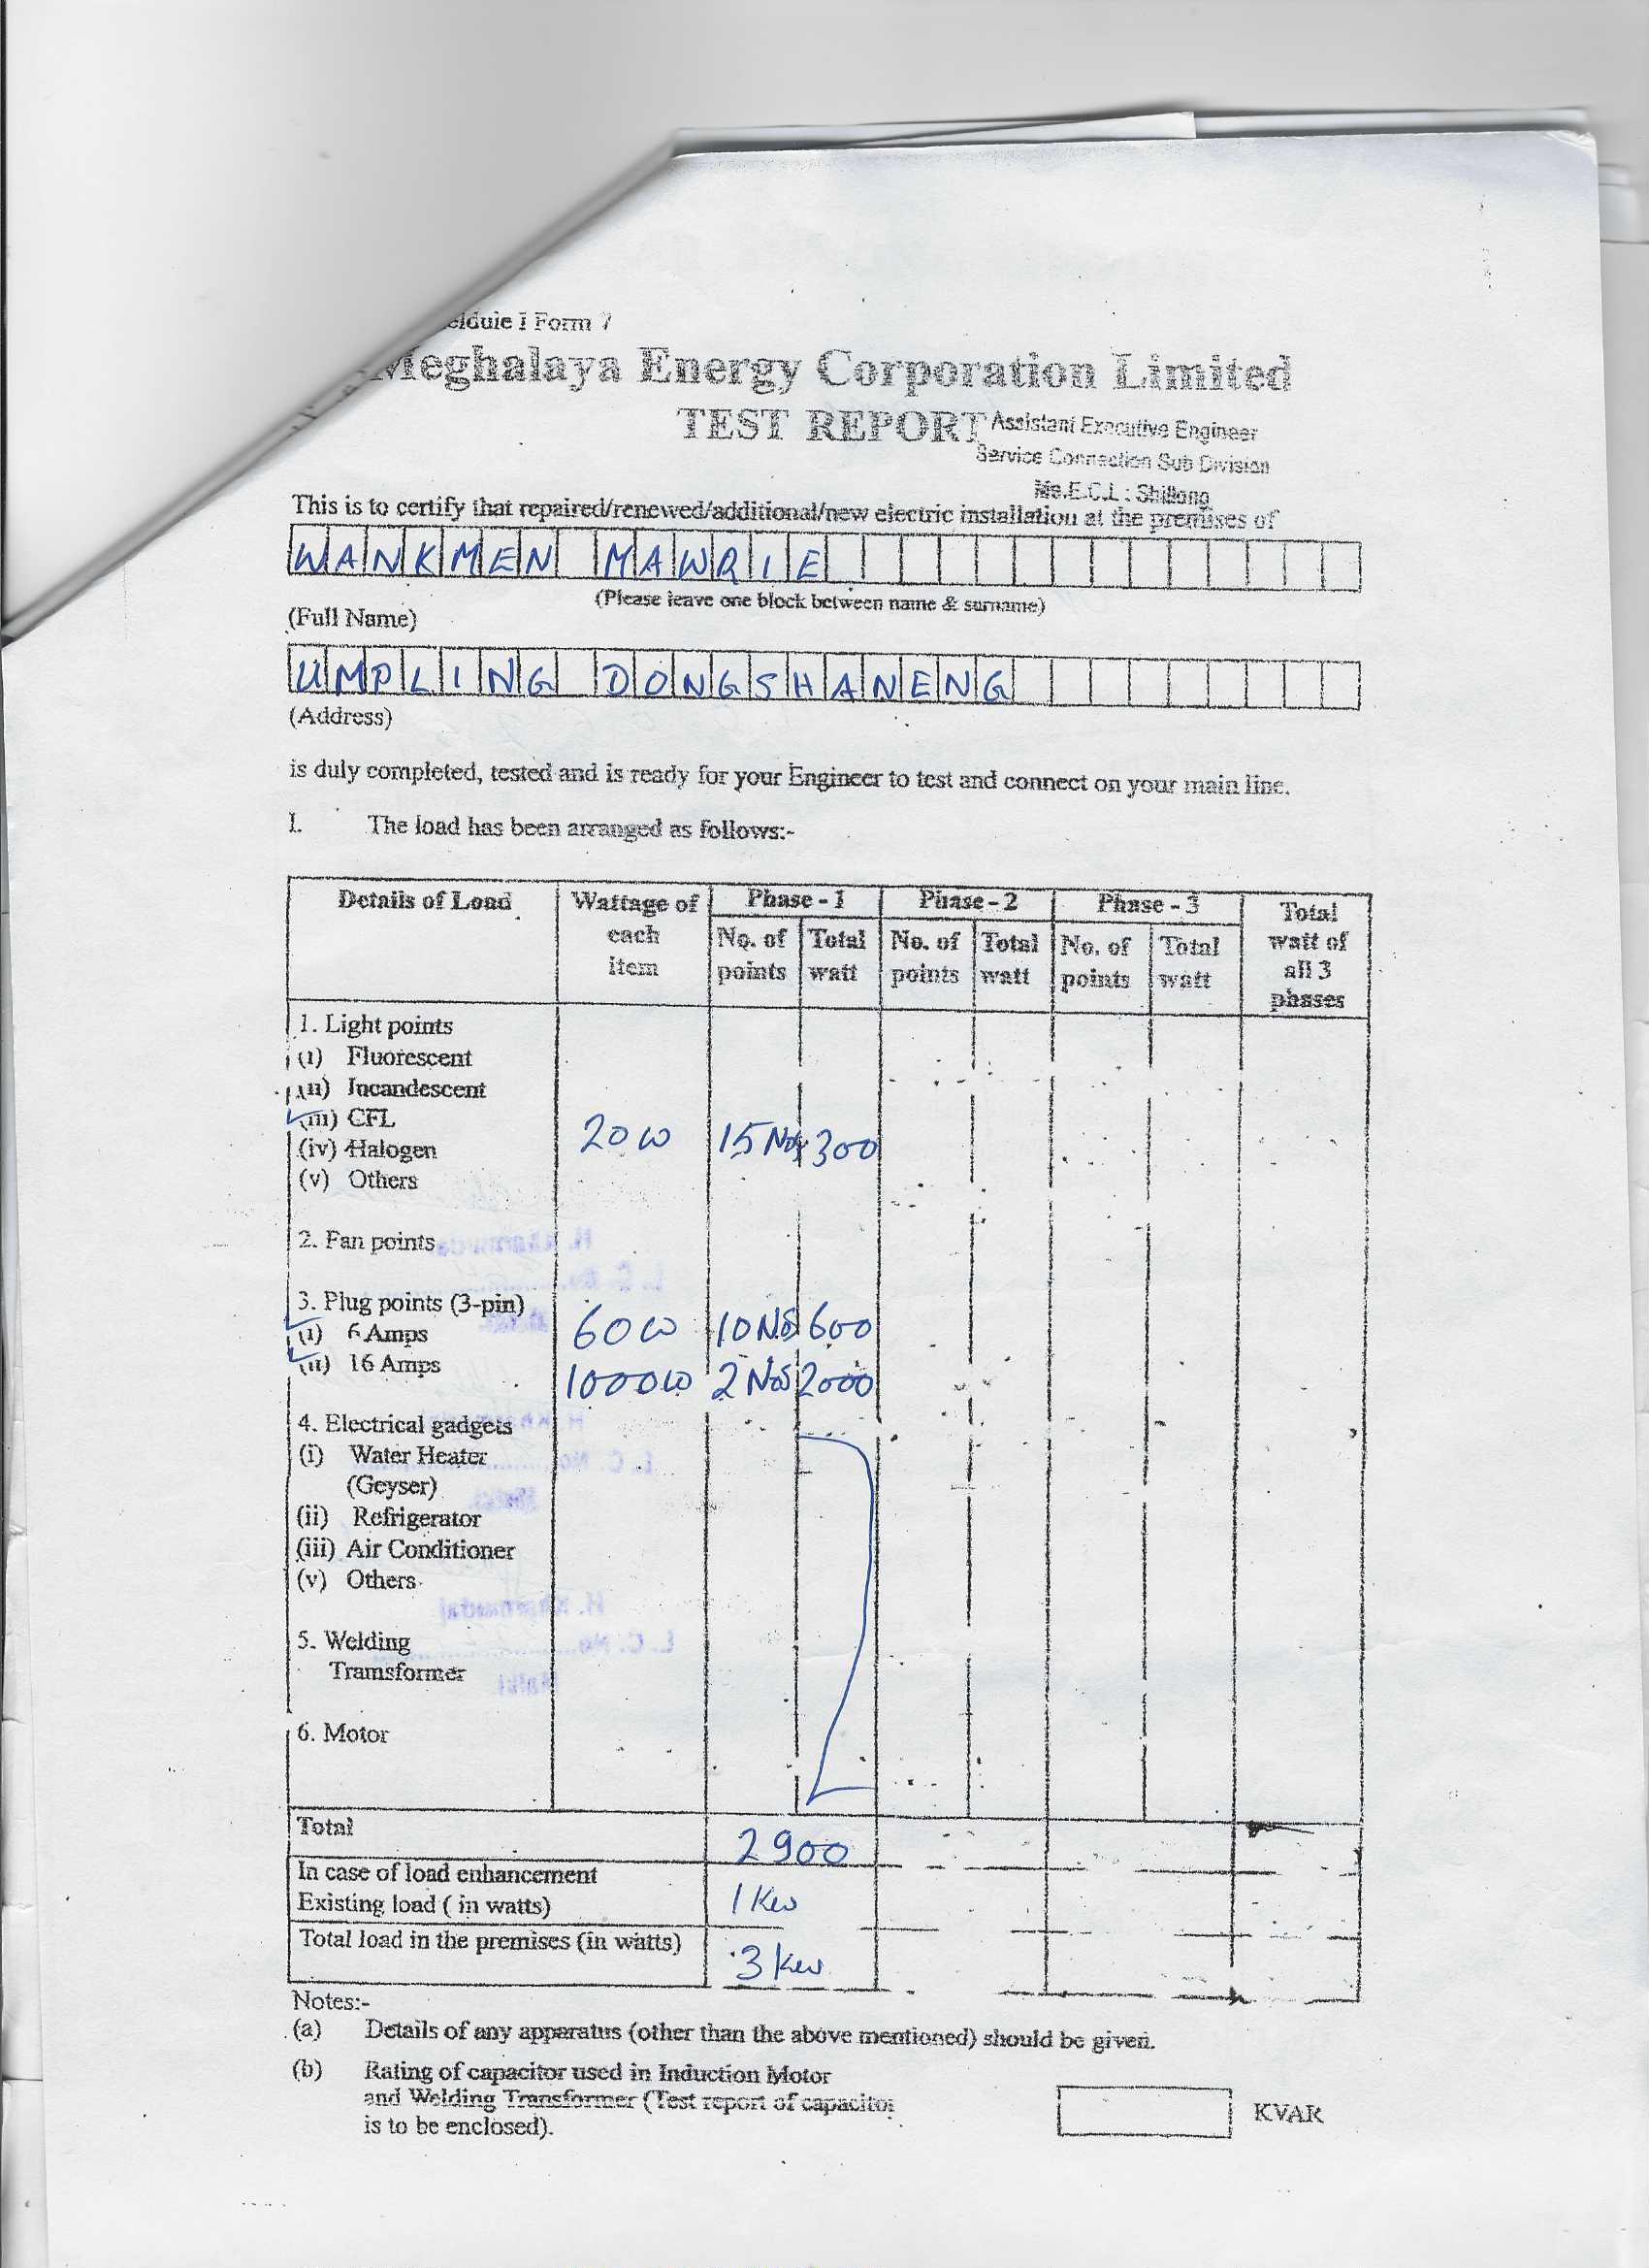 Form 7
Meghalaya Energy Corporation Limited
TEST REPORT
Assistant Executive Engineer
Service Connection Sub Division
Me.E.C.L : Shillong
This is to certify that repaired/renewed/additional/new electric installation at the premises of
WANKMEN MAWRIE
(Please leave one block between name & surname)
(Full Name)
UMPLING DONGSHANENG
(Address)
is duly completed, tested and is ready for your Engineer to test and connect on your main line.
I. The load has been arranged as follows:-
Details of Load Wattage of each item Phase - 1 Phase - 2 Phase - 3 Total watt of all 3 phases
No. of points Total watt No. of points Total watt No. of points Total watt
1. Light points
(i) Fluorescent
(ii) Incandescent
(iii) CFL 20 W 15 Nos 300
(iv) Halogen
(v) Others
2. Fan points
3. Plug points (3-pin)
(i) 6 Amps 60 W 10 Nos 600
(ii) 16 Amps 1000 W 2 Nos 2000
4. Electrical gadgets
(i) Water Heater
(Geyser)
(ii) Refrigerator
(iii) Air Conditioner
(v) Others
5. Welding
Tramsformer
6. Motor
Total 2900
In case of load enhancement
Existing load ( in watts) 1 Kw
Total load in the premises (in watts) 3 Kw
Notes:-
(a) Details of any apparatus (other than the above mentioned) should be given.
(b) Rating of capacitor used in Induction Motor
and Welding Transformer (Test report of capacitor
is to be enclosed). KVAR